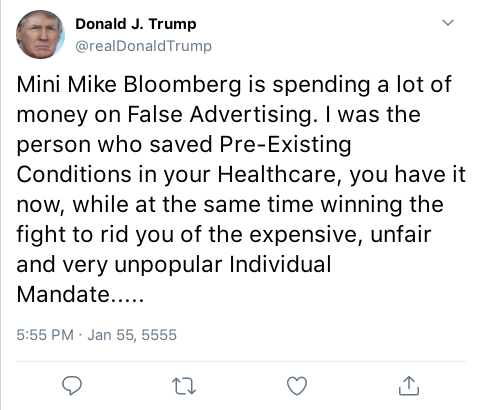 Donald J. Trump
@realDonaldTrump
Mini Mike Bloomberg is spending a lot of
money on False Advertising. I was the
person who saved Pre-Existing
Conditions in your Healthcare, you have it
now, while at the same time winning the
fight to rid you of the expensive, unfair
and very unpopular Individual
Mandate.....
5:55 PM · Jan 55, 5555